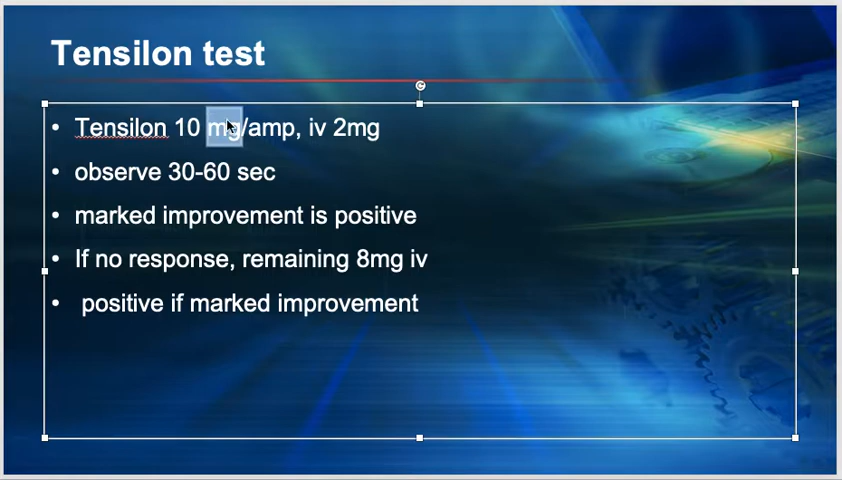 Tensilon test
• Tensilon 10 mg/amp, iv 2mg
• observe 30-60 sec
• marked improvement is positive
• If no response, remaining 8mg iv
• positive if marked improvement